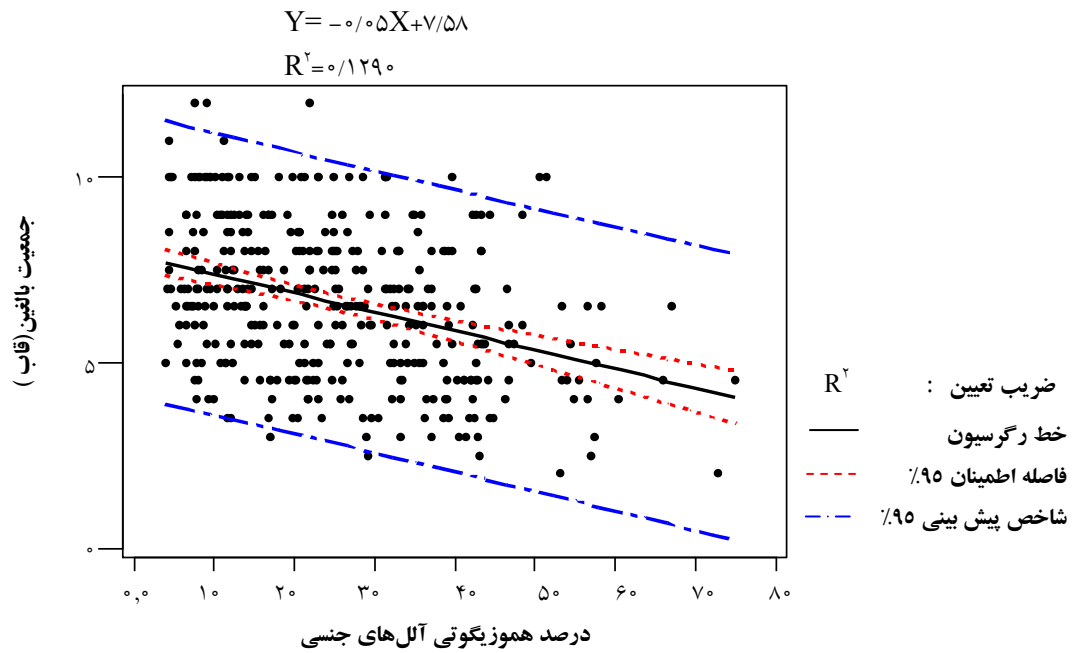 Y= -۰/۰۵X+۷/۵۸
R۲=۰/۱۲۹۰
جمعیت بالغین(قاب )
۱۰
۵
۰
۰,۰ ۱۰ ۲۰ ۳۰ ۴۰ ۵۰ ۶۰ ۷۰ ۸۰
درصد هموزیگوتی آلل‌های جنسی
ضریب تعیین : R۲
خط رگرسیون
فاصله اطمینان ۹۵٪
شاخص پیش بینی ۹۵٪